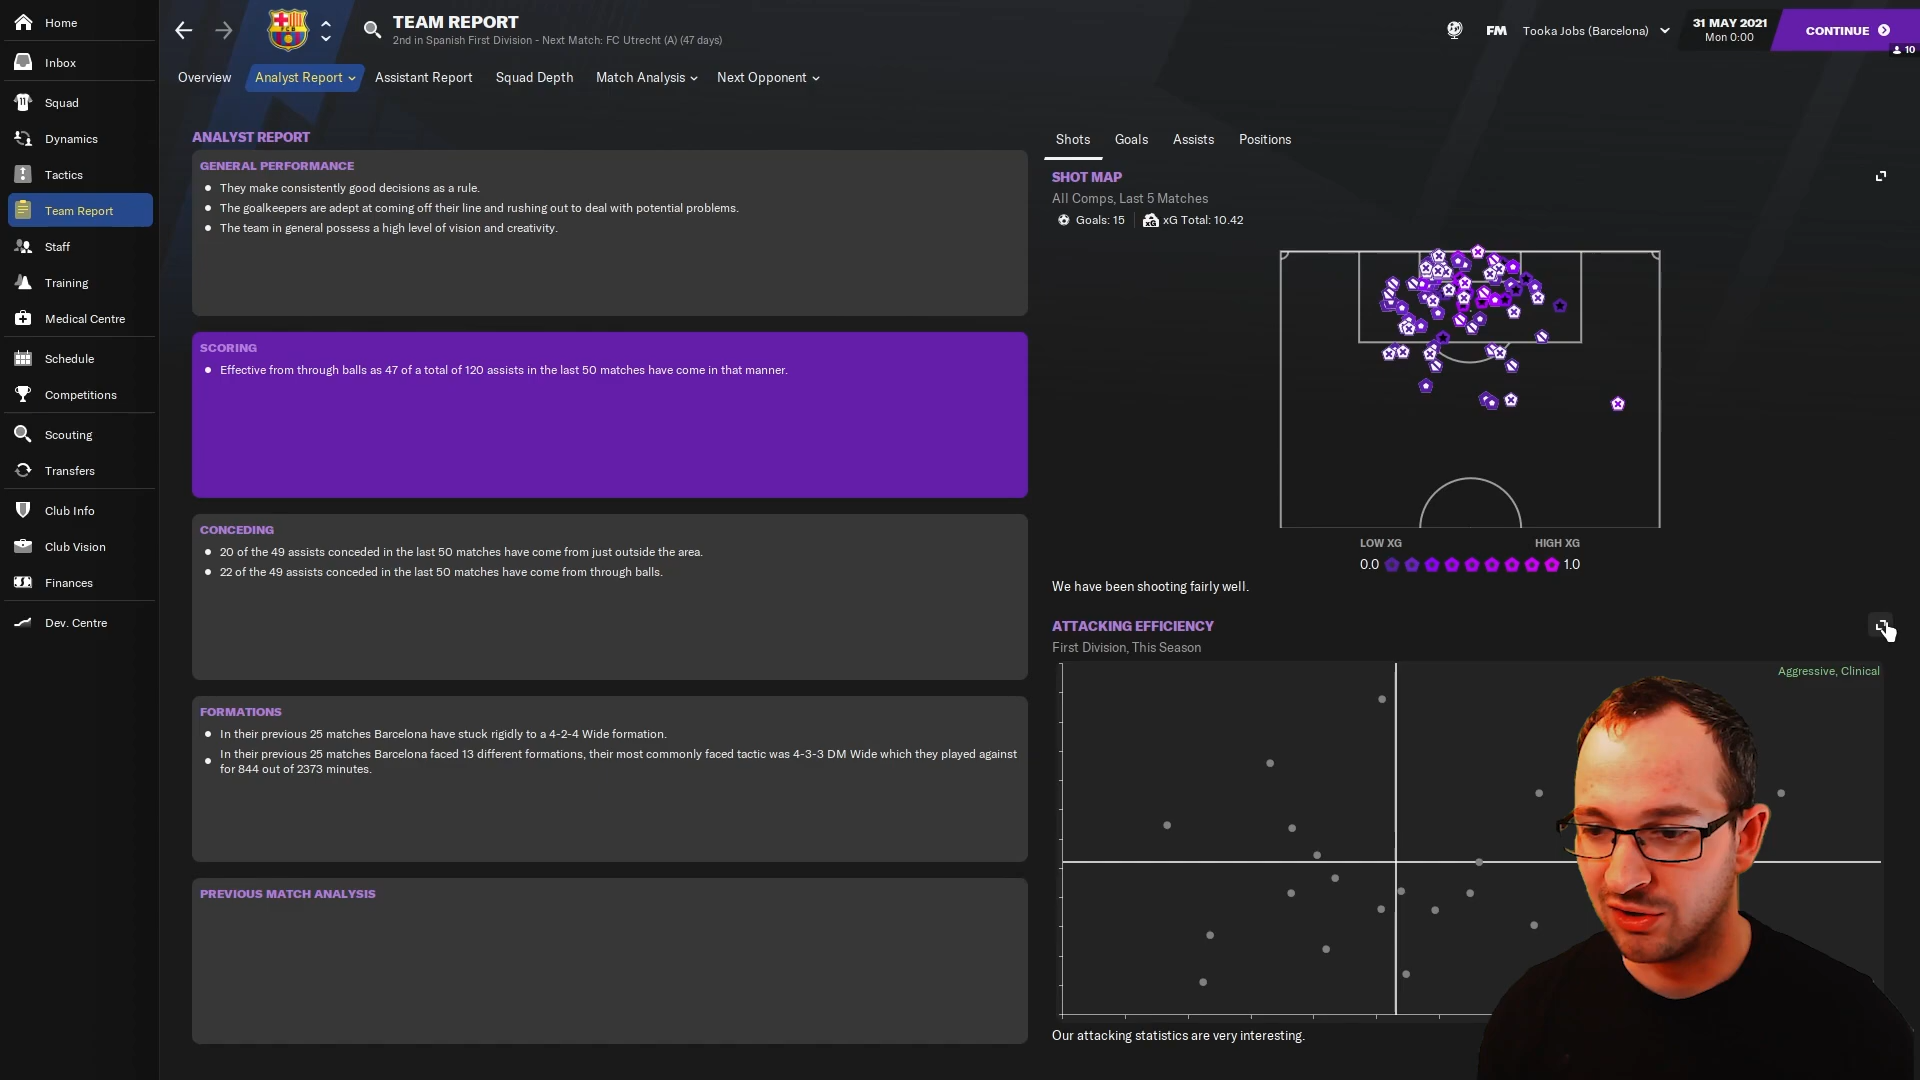 Home
Inbox
Squad
Dynamics
Tactics
Team Report
Staff
Training
Medical Centre
Schedule
Competitions
Scouting
Transfers
Club Info
Club Vision
Finances
Dev. Centre
TEAM REPORT
2nd in Spanish First Division - Next Match: FC Utrecht (A) (47 days)
FM
Tooka Jobs (Barcelona)
31 MAY 2021
Mon 0:00
CONTINUE
10
Overview
Analyst Report
Assistant Report
Squad Depth
Match Analysis
Next Opponent
ANALYST REPORT
GENERAL PERFORMANCE
They make consistently good decisions as a rule.
The goalkeepers are adept at coming off their line and rushing out to deal with potential problems.
The team in general possess a high level of vision and creativity.
SCORING
Effective from through balls as 47 of a total of 120 assists in the last 50 matches have come in that manner.
CONCEDING
20 of the 49 assists conceded in the last 50 matches have come from just outside the area.
22 of the 49 assists conceded in the last 50 matches have come from through balls.
FORMATIONS
In their previous 25 matches Barcelona have stuck rigidly to a 4-2-4 Wide formation.
In their previous 25 matches Barcelona faced 13 different formations, their most commonly faced tactic was 4-3-3 DM Wide which they played against
for 844 out of 2373 minutes.
PREVIOUS MATCH ANALYSIS
Shots
Goals
Assists
Positions
SHOT MAP
All Comps, Last 5 Matches
Goals: 15
xG Total: 10.42
LOW XG
HIGH XG
0.0
1.0
We have been shooting fairly well.
ATTACKING EFFICIENCY
First Division, This Season
Aggressive, Clinical
Our attacking statistics are very interesting.